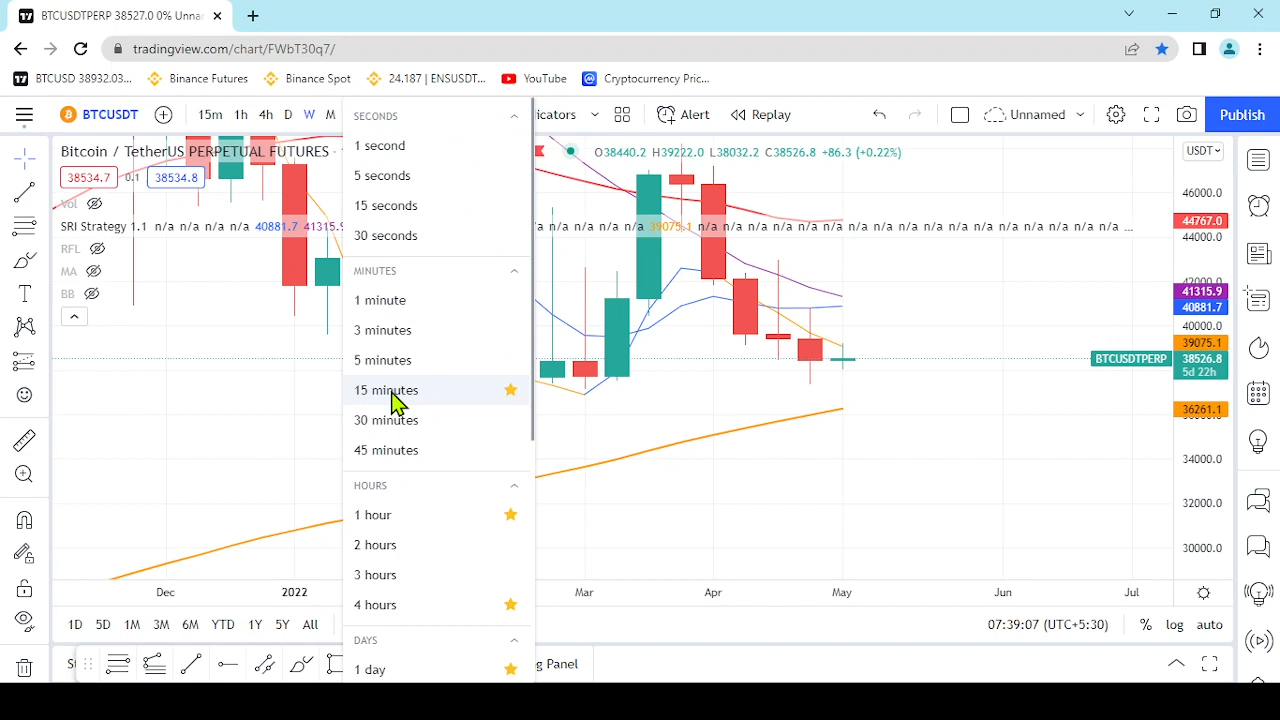 BTCUSDTPERP 38527.0 0% Unnar
tradingview.com/chart/FWbT30q7/
BTCUSD 38932.03... Binance Futures Binance Spot 24.187 | ENSUSDT... YouTube Cryptocurrency Pric...
BTCUSDT 15m 1h 4h D W M icators Alert Replay Unnamed Publish
Bitcoin / TetherUS PERPETUAL FUTURES O38440.2 H39222.0 L38032.2 C38526.8 +86.3 (+0.22%) USDT
38534.7 0.1 38534.8
Vol
SRI Strategy 1.1 n/a n/a n/a 40881.7 41315.9 n/a n/a n/a n/a 39075.1 n/a n/a n/a n/a n/a n/a n/a n/a n/a n/a n/a n/a n/a n/a ...
RFL
MA
BB
SECONDS
1 second
5 seconds
15 seconds
30 seconds
MINUTES
1 minute
3 minutes
5 minutes
15 minutes
30 minutes
45 minutes
HOURS
1 hour
2 hours
3 hours
4 hours
DAYS
1 day
46000.0
44767.0
44000.0
42000.0
41315.9
40881.7
40000.0
39075.1
BTCUSDTPERP 38526.8
5d 22h
36261.1
34000.0
32000.0
30000.0
Dec 2022 Mar Apr May Jun Jul
1D 5D 1M 3M 6M YTD 1Y 5Y All 07:39:07 (UTC+5:30) % log auto
g Panel